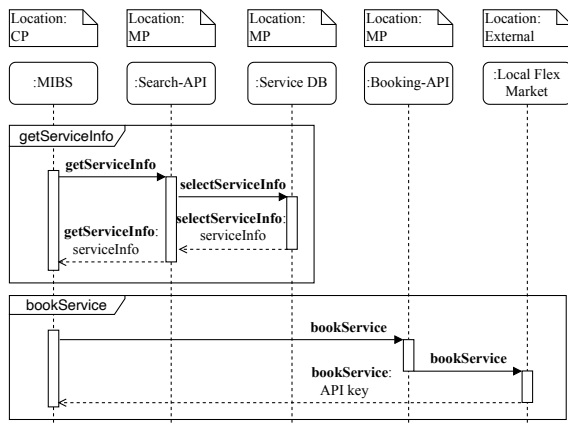 Location:
CP
Location:
MP
Location:
MP
Location:
MP
Location:
External
:MIBS
:Search-API
:Service DB
:Booking-API
:Local Flex
Market
getServiceInfo
getServiceInfo
selectServiceInfo
selectServiceInfo:
serviceInfo
getServiceInfo:
serviceInfo
bookService
bookService
bookService
bookService:
API key